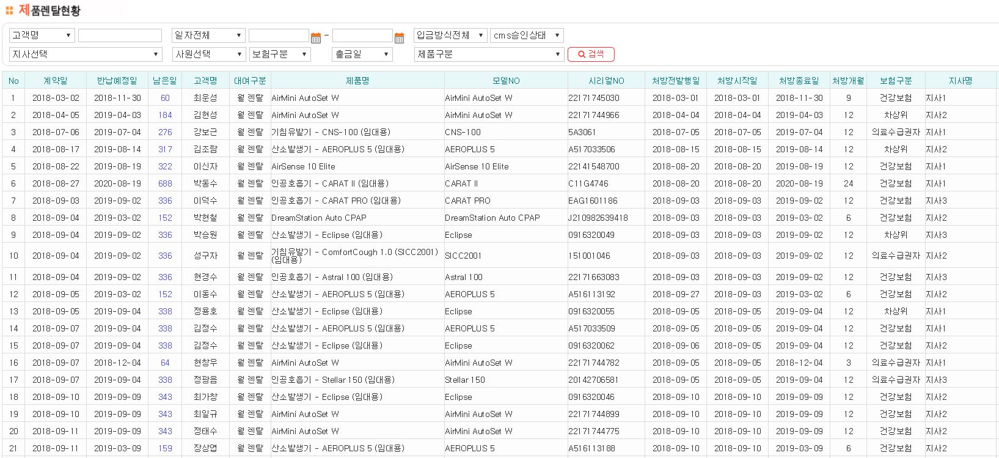 제품렌탈현황
고객명 일자전체 - 입금방식전체 cms승인상태
지사선택 사원선택 보험구분 출금일 제품구분 검색
No 계약일 반납예정일 남은일 고객명 대여구분 제품명 모델NO 시리얼NO 처방전발행일 처방시작일 처방종료일 처방개월 보험구분 지사명
1 2018-03-02 2018-11-30 60 최운성 월 렌탈 AirMini AutoSet W AirMini AutoSet W 22171745030 2018-03-01 2018-03-01 2018-11-30 9 건강보험 지사1
2 2018-04-05 2019-04-03 184 김현성 월 렌탈 AirMini AutoSet W AirMini AutoSet W 22171744966 2018-04-04 2018-04-04 2019-04-03 12 차상위 지사2
3 2018-07-06 2019-07-04 276 강보근 월 렌탈 기침유발기 - CNS-100 (임대용) CNS-100 5A3061 2018-07-05 2018-07-05 2019-07-04 12 의료수급권자 지사1
4 2018-08-17 2019-08-14 317 김조람 월 렌탈 산소발생기 - AEROPLUS 5 (임대용) AEROPLUS 5 A517033506 2018-08-15 2018-08-15 2019-08-14 12 차상위 지사2
5 2018-08-22 2019-08-19 322 이신자 월 렌탈 AirSense 10 Elite AirSense 10 Elite 22141548700 2018-08-20 2018-08-20 2019-08-19 12 건강보험 지사1
6 2018-08-27 2020-08-19 688 박동수 월 렌탈 인공호흡기 - CARAT II (임대용) CARAT II C11G4746 2018-08-20 2018-08-20 2020-08-19 24 건강보험 지사1
7 2018-09-03 2019-09-02 336 이덕수 월 렌탈 인공호흡기 - CARAT PRO (임대용) CARAT PRO EAG1601186 2018-09-03 2018-09-03 2019-09-02 12 건강보험 지사3
8 2018-09-04 2019-03-02 152 박현철 월 렌탈 DreamStation Auto CPAP DreamStation Auto CPAP J210982639418 2018-09-03 2018-09-03 2019-03-02 6 건강보험 지사2
9 2018-09-04 2019-09-02 336 박승원 월 렌탈 산소발생기 - Eclipse (임대용) Eclipse 0916320049 2018-09-03 2018-09-03 2019-09-02 12 차상위 지사3
10 2018-09-04 2019-09-02 336 성구자 월 렌탈 기침유발기 - ComfortCough 1.0 (SICC2001) (임대용) SICC2001 151001046 2018-09-03 2018-09-03 2019-09-02 12 의료수급권자 지사2
11 2018-09-04 2019-09-02 336 현경수 월 렌탈 인공호흡기 - Astral 100 (임대용) Astral 100 22171663083 2018-09-03 2018-09-03 2019-09-02 12 건강보험 지사3
12 2018-09-05 2019-03-02 152 이동수 월 렌탈 산소발생기 - AEROPLUS 5 (임대용) AEROPLUS 5 A516113192 2018-09-27 2018-09-03 2019-03-02 6 건강보험 지사2
13 2018-09-05 2019-09-04 338 정용호 월 렌탈 산소발생기 - Eclipse (임대용) Eclipse 0916320055 2018-09-05 2018-09-05 2019-09-04 12 차상위 지사1
14 2018-09-07 2019-09-04 338 김정수 월 렌탈 산소발생기 - AEROPLUS 5 (임대용) AEROPLUS 5 A517033509 2018-09-05 2018-09-05 2019-09-04 12 건강보험 지사1
15 2018-09-07 2019-09-04 338 김정수 월 렌탈 산소발생기 - Eclipse (임대용) Eclipse 0916320062 2018-09-06 2018-09-05 2019-09-04 12 건강보험 지사2
16 2018-09-07 2018-12-04 64 현창우 월 렌탈 AirMini AutoSet W AirMini AutoSet W 22171744782 2018-09-05 2018-09-05 2018-12-04 3 의료수급권자 지사1
17 2018-09-07 2019-09-04 338 정광음 월 렌탈 인공호흡기 - Stellar 150 (임대용) Stellar 150 20142706581 2018-09-05 2018-09-05 2019-09-04 12 의료수급권자 지사3
18 2018-09-10 2019-09-09 343 최가창 월 렌탈 산소발생기 - Eclipse (임대용) Eclipse 0916320046 2018-09-10 2018-09-10 2019-09-09 12 건강보험 지사2
19 2018-09-10 2019-09-09 343 최일규 월 렌탈 AirMini AutoSet W AirMini AutoSet W 22171744899 2018-09-10 2018-09-10 2019-09-09 12 건강보험 지사2
20 2018-09-11 2019-09-09 343 정태수 월 렌탈 AirMini AutoSet W AirMini AutoSet W 22171744775 2018-09-10 2018-09-10 2019-09-09 12 건강보험 지사2
21 2018-09-11 2019-03-09 159 장상엽 월 렌탈 산소발생기 - AEROPLUS 5 (임대용) AEROPLUS 5 A516113188 2018-09-10 2018-09-10 2019-03-09 6 건강보험 지사2